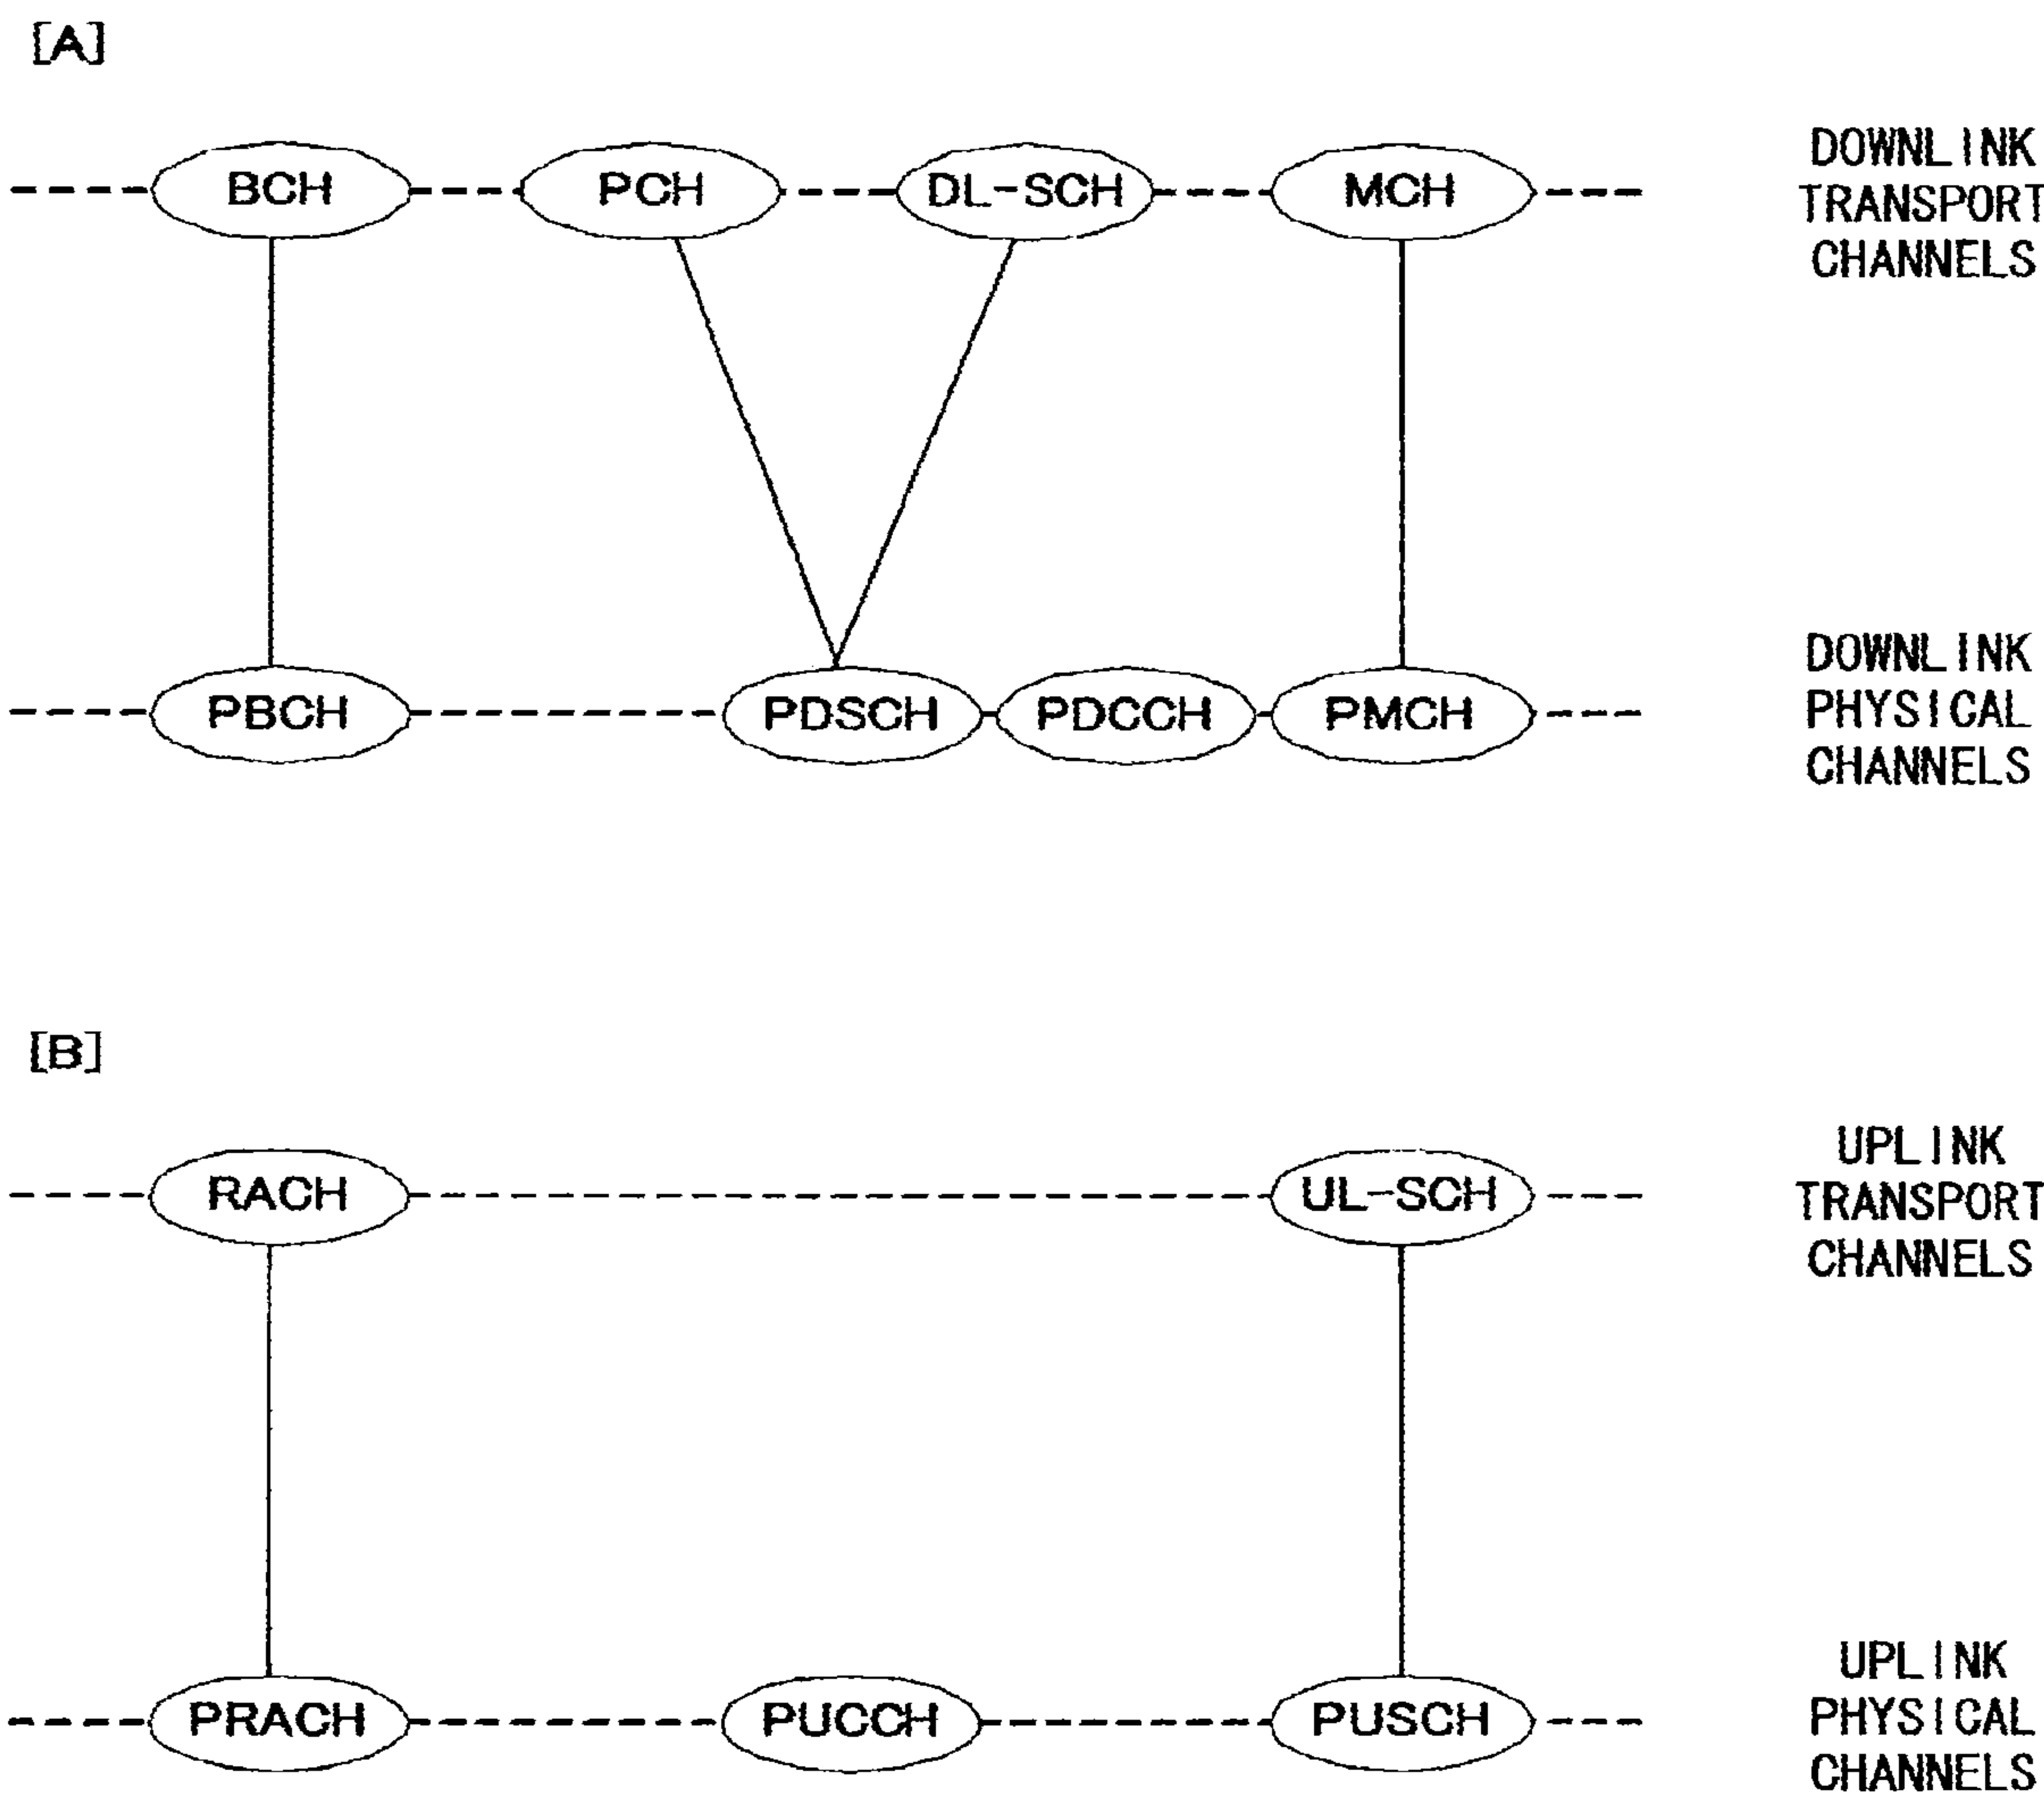 [A]
BCH PCH DL-SCH MCH
DOWNLINK
TRANSPORT
CHANNELS
PBCH PDSCH PDCCH PMCH
DOWNLINK
PHYSICAL
CHANNELS
[B]
RACH UL-SCH
UPLINK
TRANSPORT
CHANNELS
PRACH PUCCH PUSCH
UPLINK
PHYSICAL
CHANNELS